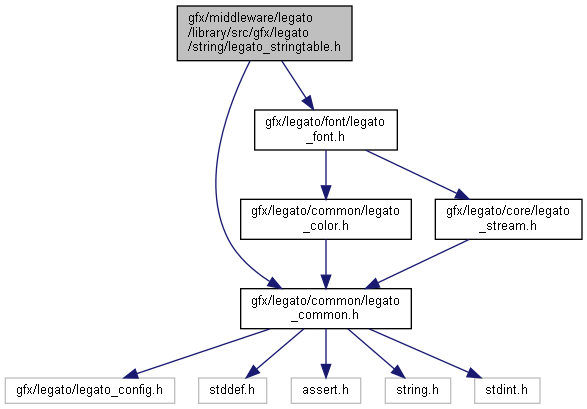 gfx/middleware/legato
/library/src/gfx/legato
/string/legato_stringtable.h
gfx/legato/font/legato
_font.h
gfx/legato/common/legato
_color.h
gfx/legato/core/legato
_stream.h
gfx/legato/common/legato
_common.h
gfx/legato/legato_config.h
stddef.h
assert.h
string.h
stdint.h